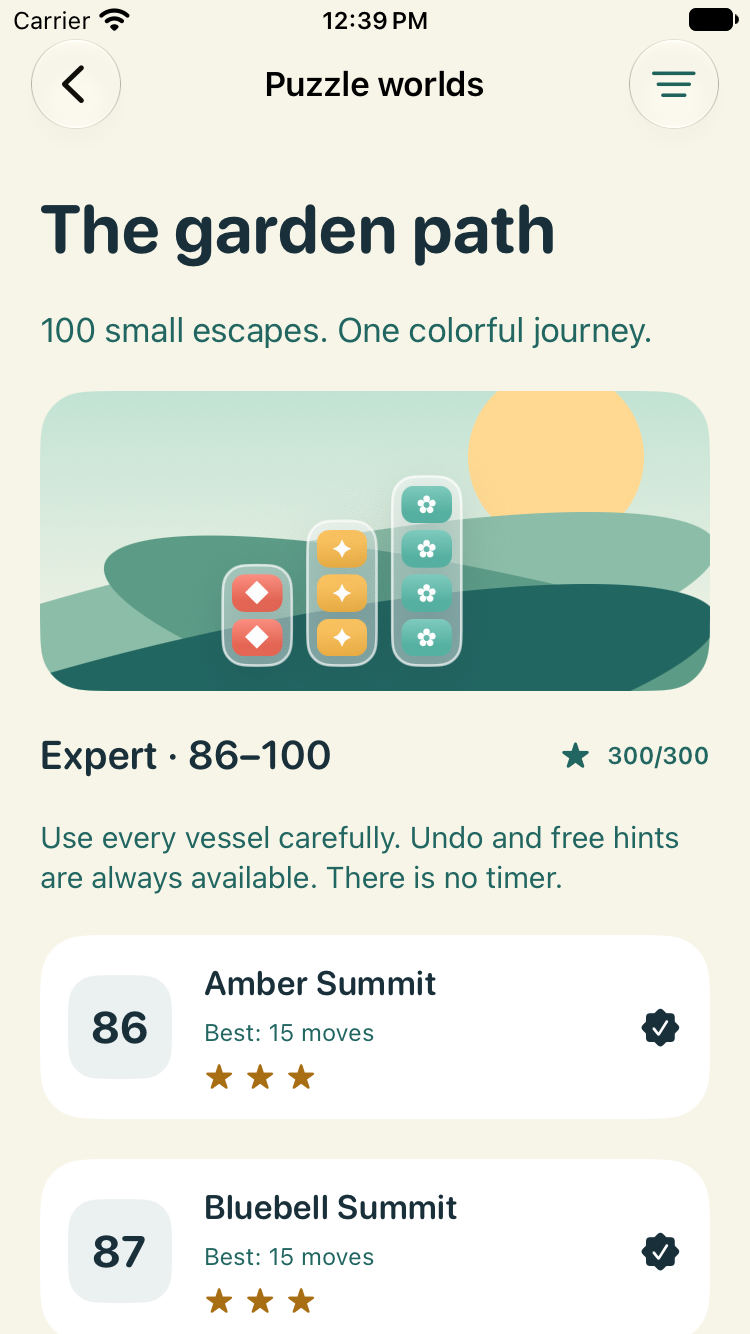 Carrier 12:39 PM
Puzzle worlds
The garden path
100 small escapes. One colorful journey.
Expert · 86–100 300/300
Use every vessel carefully. Undo and free hints
are always available. There is no timer.
Amber Summit
86
Best: 15 moves
Bluebell Summit
87
Best: 15 moves